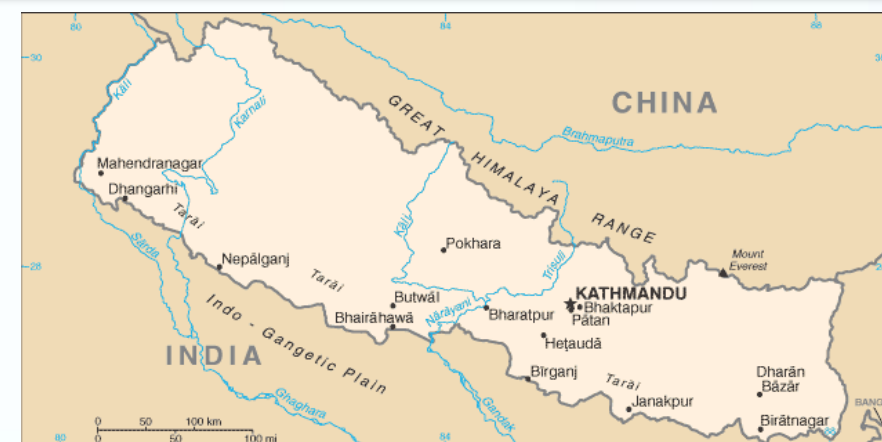 80
84
88
30
CHINA
GREAT
HIMALAYA
RANGE
Brahmaputra
Kāli
Karnali
Mahendranagar
Dhangarhi
Tarāi
Sārda
Kāli
Pokhara
Trisuli
Mount
Everest
28
Nepālganj
Tarāi
KATHMANDU
Butwāl
Bhairāhawā
Nārāyani
Bharatpur
Bhaktapur
Pātan
Heţaudā
Indo - Gangetic Plain
INDIA
Bīrganj
Tarāi
Dharān
Bāzār
Janakpur
Birātnagar
Ghaghara
Gandak
0 50 100 km
0 50 100 mi
80
84